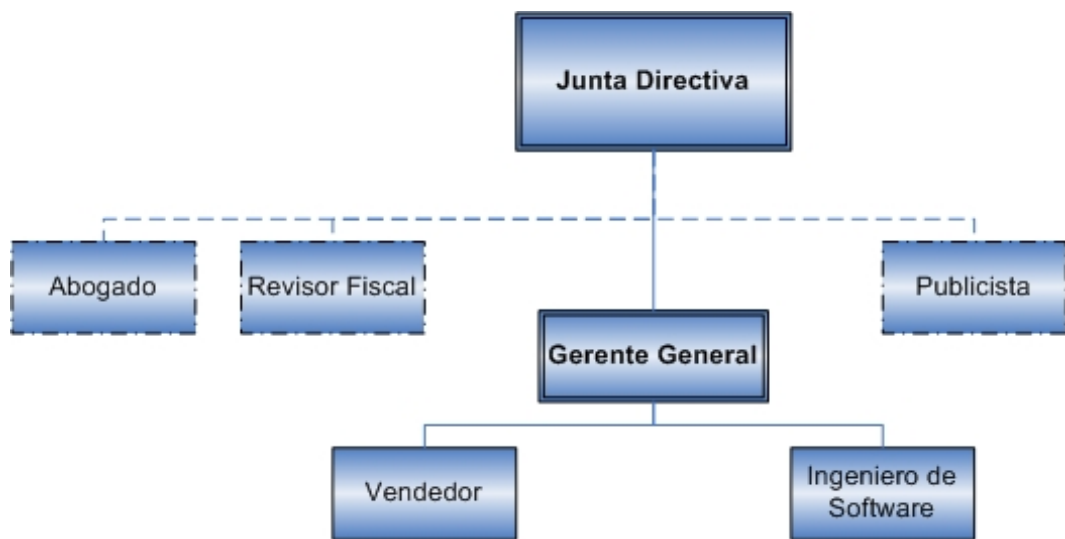 Junta Directiva
Abogado
Revisor Fiscal
Publicista
Gerente General
Vendedor
Ingeniero de
Software